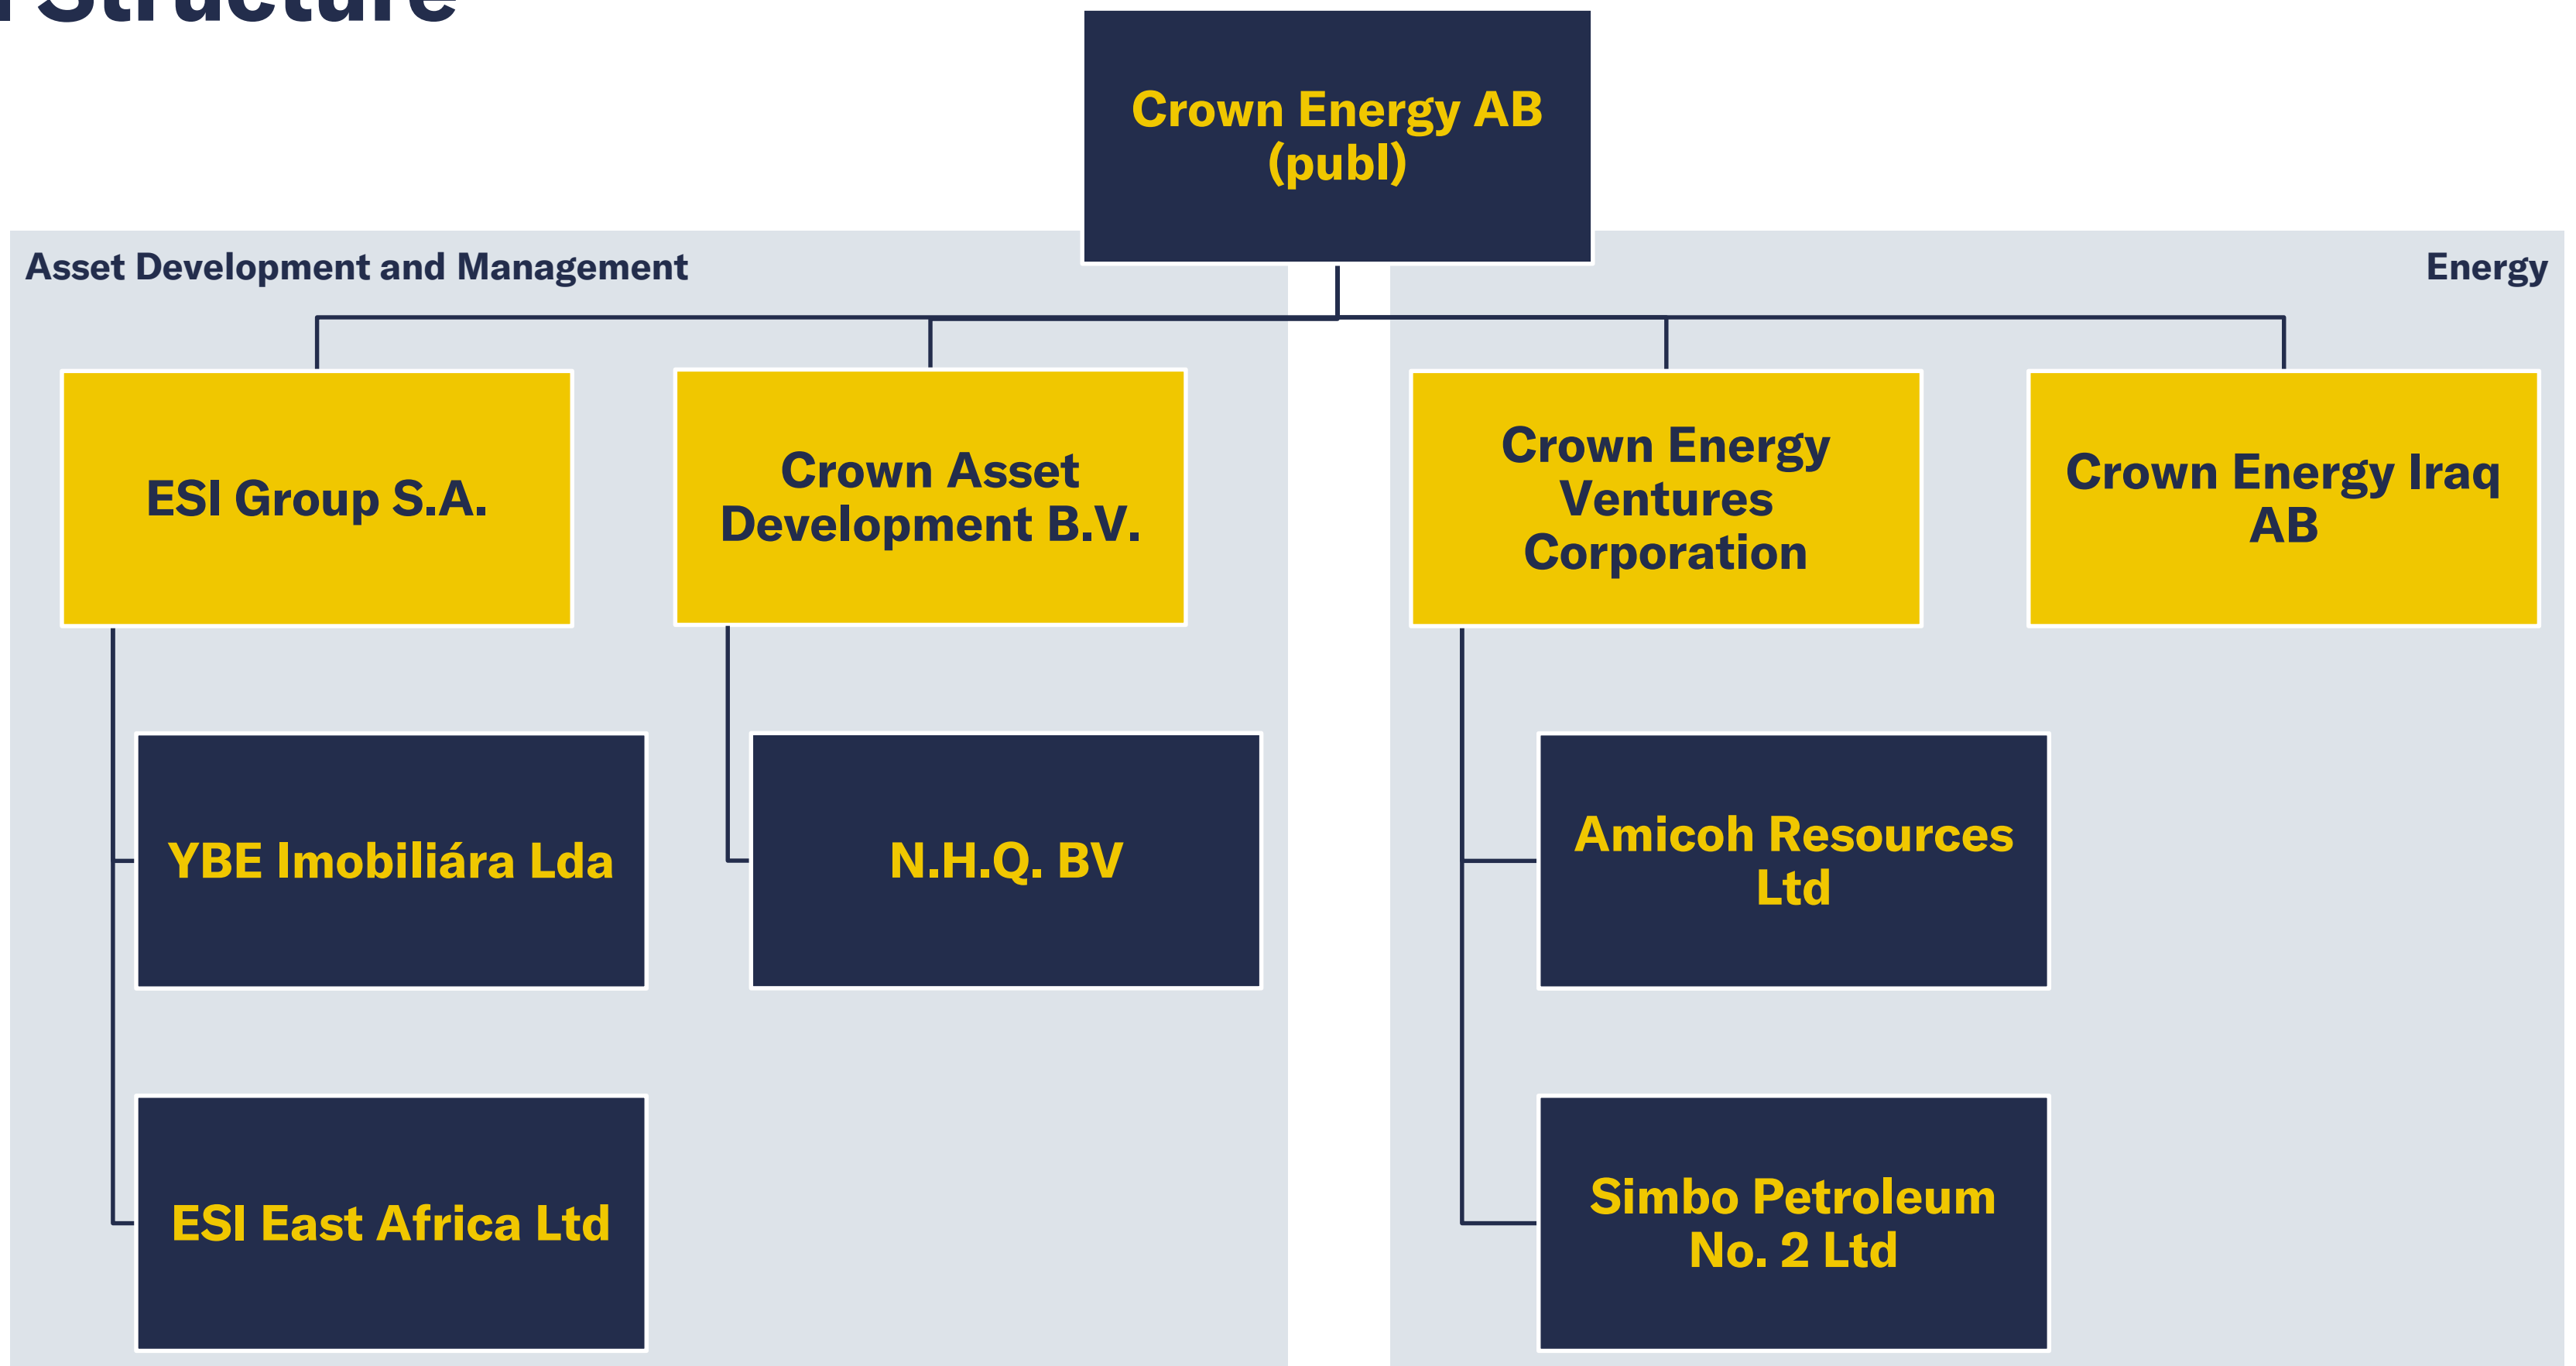 Structure
Crown Energy AB
(publ)
Asset Development and Management
Energy
ESI Group S.A.
Crown Asset
Development B.V.
Crown Energy
Ventures
Corporation
Crown Energy Iraq
AB
YBE Imobiliára Lda
N.H.Q. BV
Amicoh Resources
Ltd
ESI East Africa Ltd
Simbo Petroleum
No. 2 Ltd